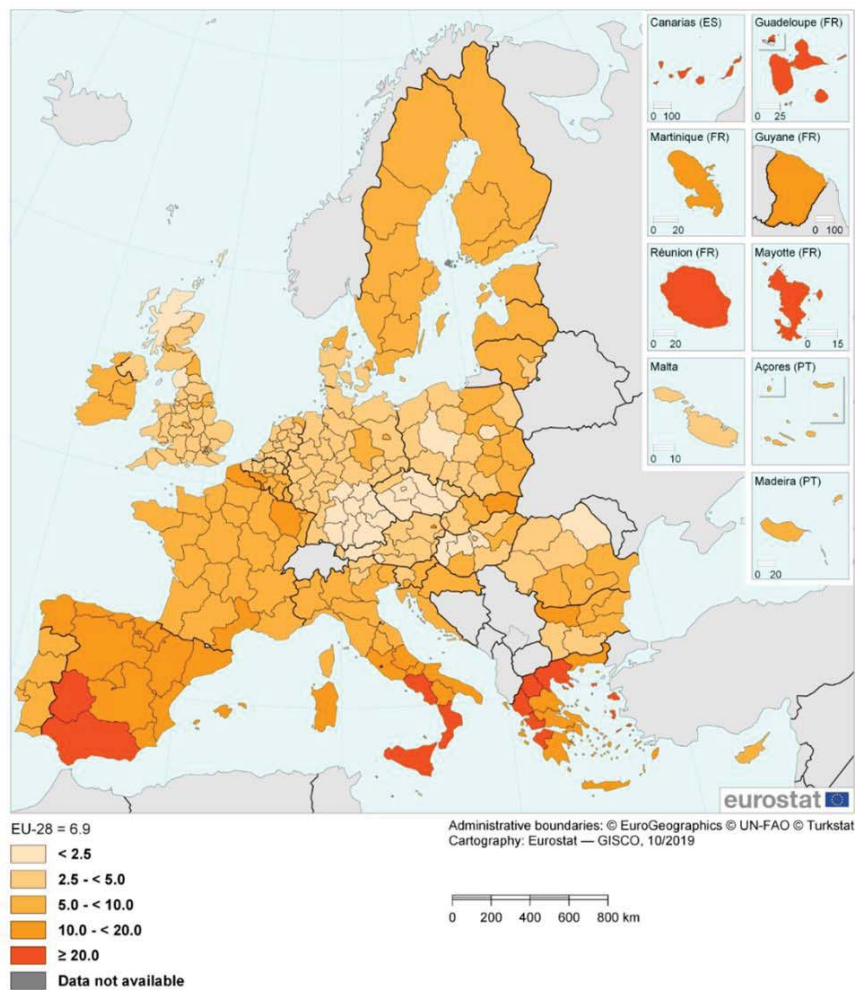 Canarias (ES)
0 100
Guadeloupe (FR)
0 25
Martinique (FR)
0 20
Guyane (FR)
0 100
Réunion (FR)
0 20
Mayotte (FR)
0 15
Malta
0 10
Açores (PT)
Madeira (PT)
0 20
eurostat
EU-28 = 6.9
< 2.5
2.5 - < 5.0
5.0 - < 10.0
10.0 - < 20.0
≥ 20.0
Data not available
Administrative boundaries: © EuroGeographics © UN-FAO © Turkstat
Cartography: Eurostat — GISCO, 10/2019
0 200 400 600 800 km